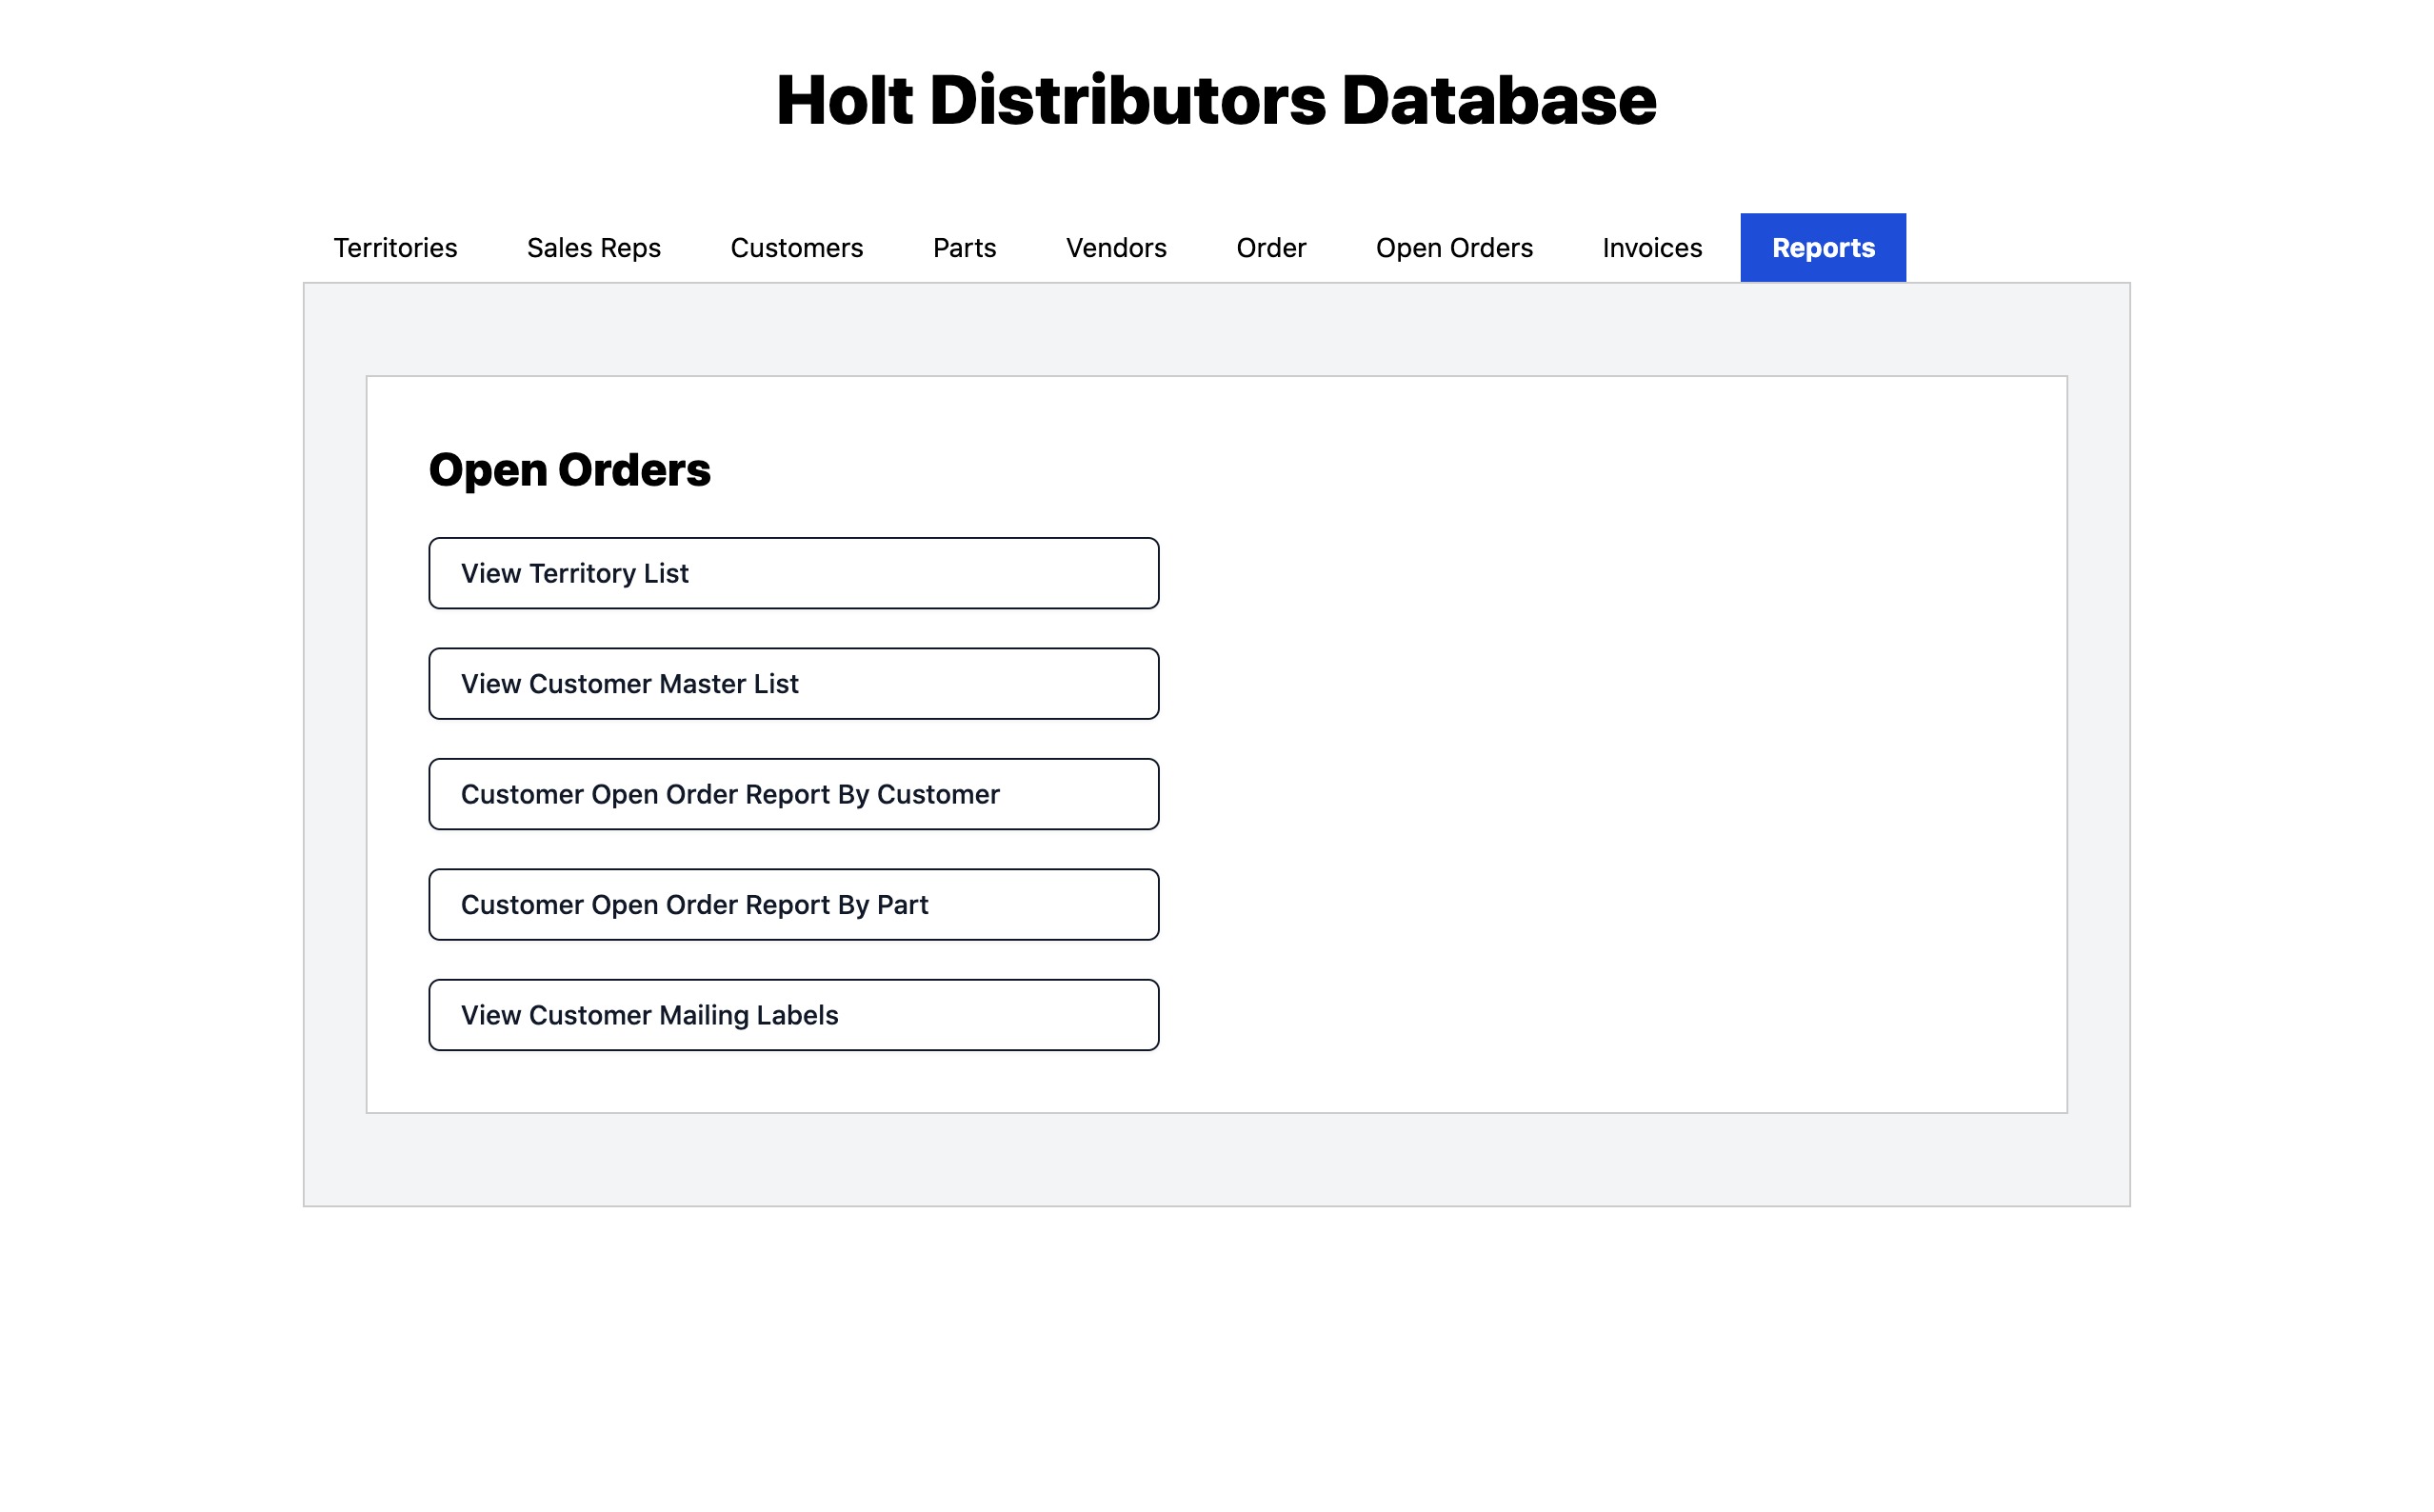 Holt Distributors Database
Territories Sales Reps Customers Parts Vendors Order Open Orders Invoices Reports
Open Orders
View Territory List
View Customer Master List
Customer Open Order Report By Customer
Customer Open Order Report By Part
View Customer Mailing Labels